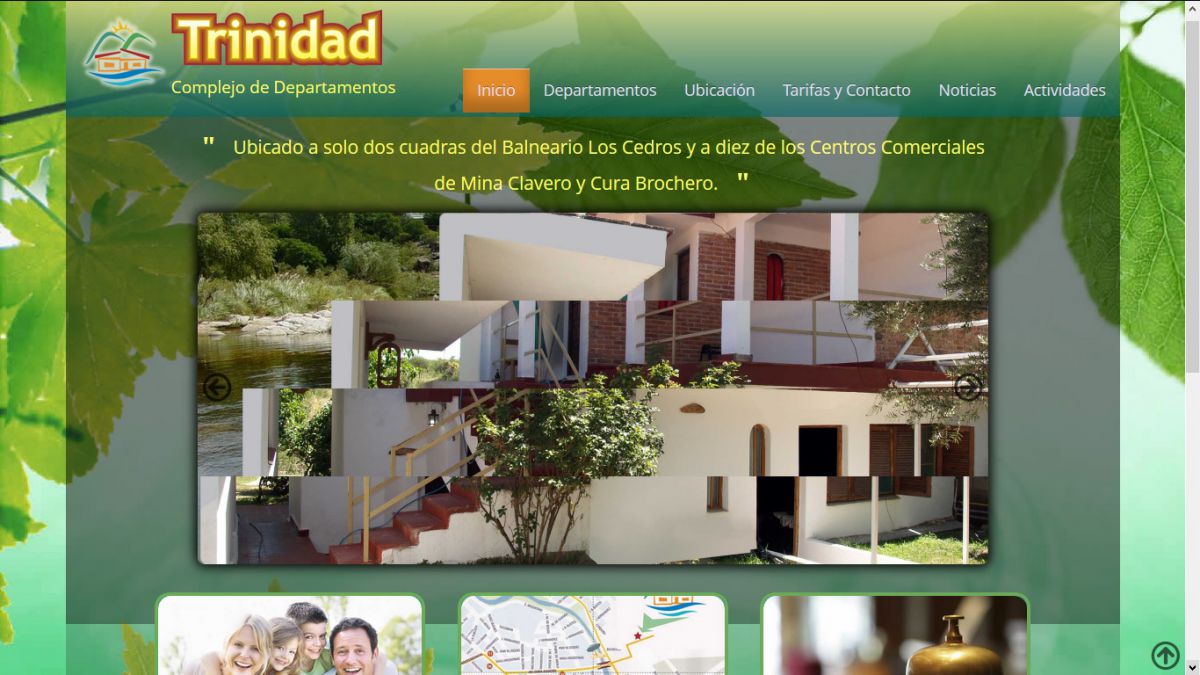 Trinidad
Complejo de Departamentos
Inicio
Departamentos
Ubicación
Tarifas y Contacto
Noticias
Actividades
" Ubicado a solo dos cuadras del Balneario Los Cedros y a diez de los Centros Comerciales
de Mina Clavero y Cura Brochero. "